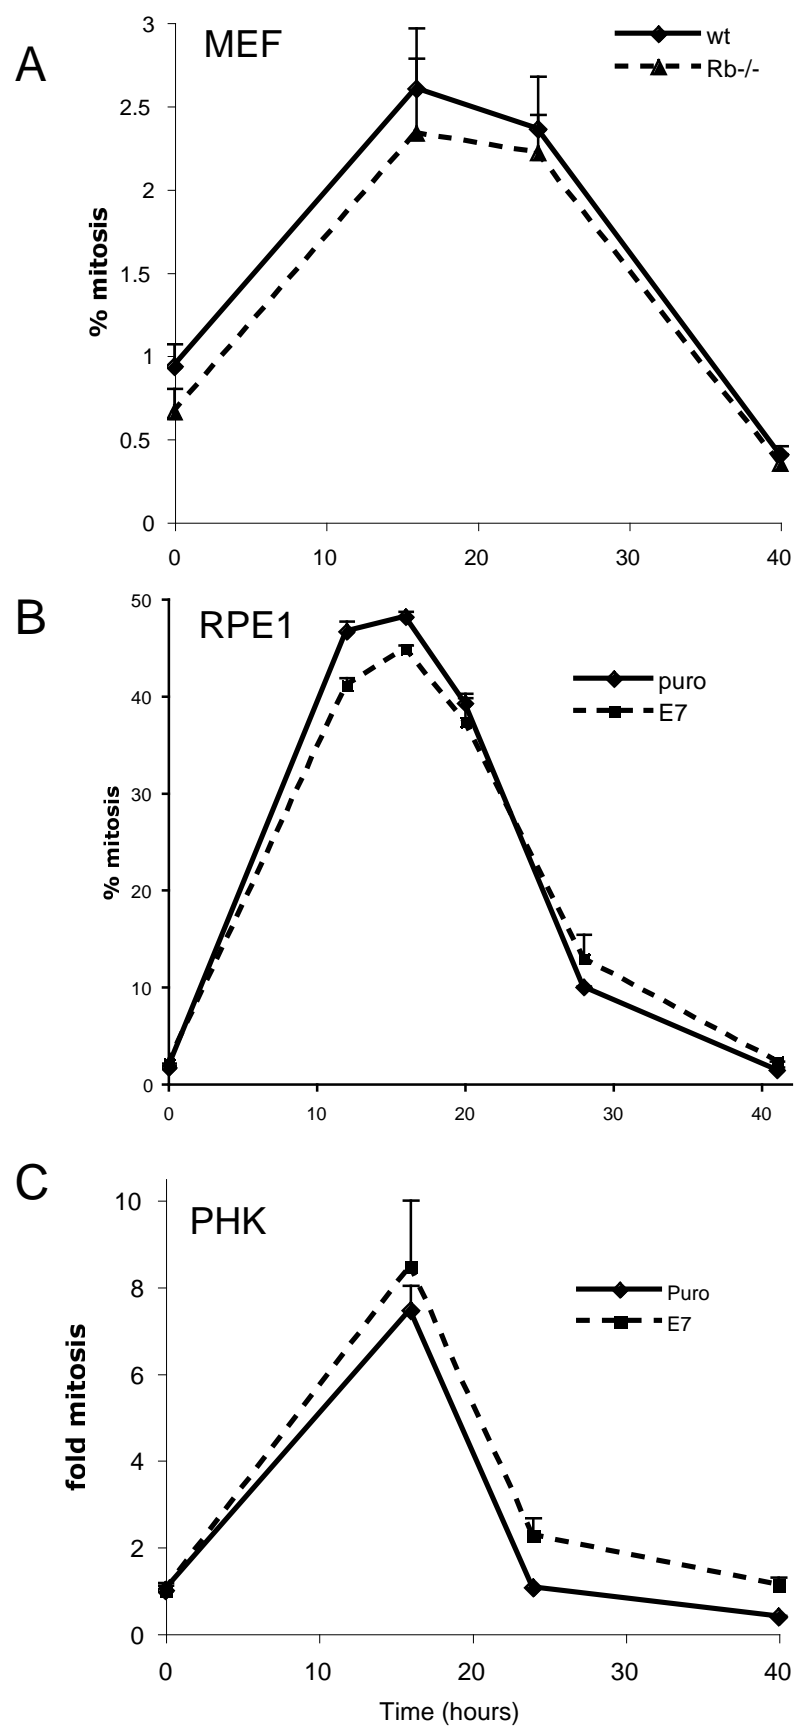 A
MEF
wt
Rb-/-
3
2.5
2
1.5
1
0.5
0
% mitosis
0 10 20 30 40
B
RPE1
puro
E7
50
40
30
20
10
0
% mitosis
0 10 20 30 40
C
PHK
Puro
E7
10
8
6
4
2
0
fold mitosis
0 10 20 30 40
Time (hours)